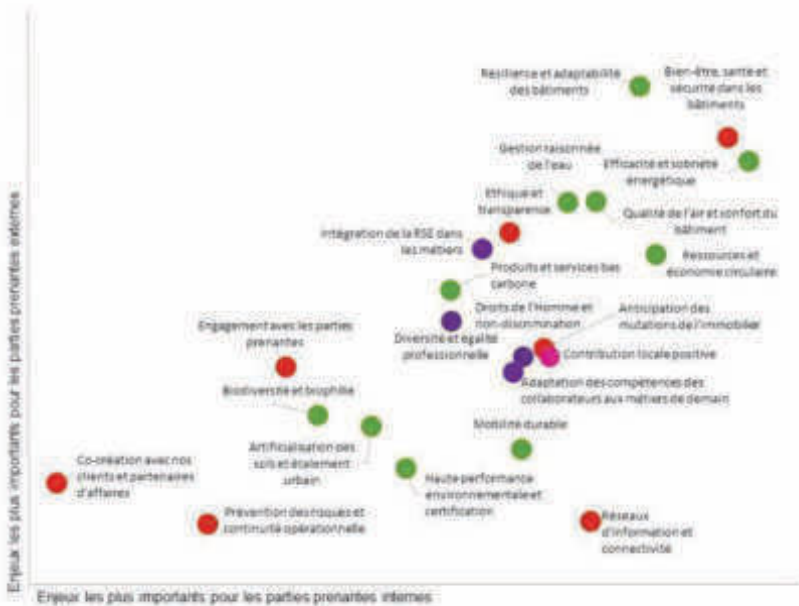 Résilience et adaptabilité
des bâtiments
Bien-être, santé et
sécurité dans les
bâtiments
Gestion raisonnée
de l'eau
Efficacité et sobriété
énergétique
Ethique et
transparence
Qualité de l'air et confort du
bâtiment
Intégration de la RSE dans
les métiers
Ressources et
économie circulaire
Produits et services bas
carbone
Droits de l'Homme et
non-discrimination
Anticipation des
mutations de l'immobilier
Engagement avec les parties
prenantes
Diversité et égalité
professionnelle
Contribution locale positive
Adaptation des compétences des
collaborateurs aux métiers de demain
Biodiversité et biophilie
Mobilité durable
Artificialisation des
sols et étalement
urbain
Co-création avec nos
clients et partenaires
d'affaires
Haute performance
environnementale et
certification
Prévention des risques et
continuité opérationnelle
Réseaux
d'information et
connectivité
Enjeux les plus importants pour les parties prenantes externes
Enjeux les plus importants pour les parties prenantes internes